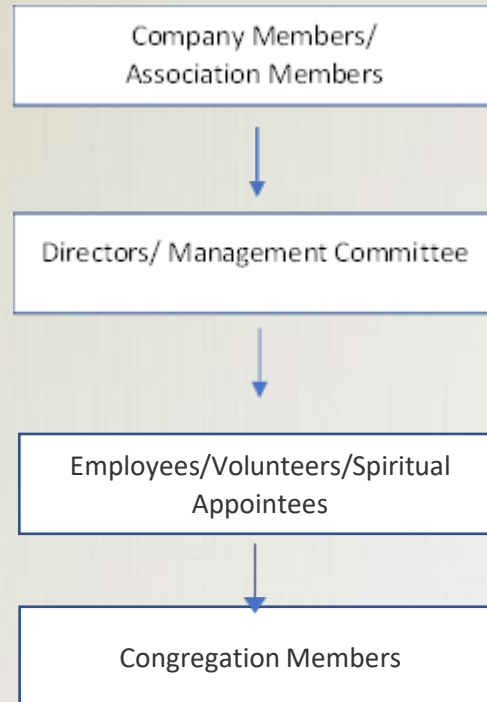 Company Members/
Association Members
Directors/ Management Committee
Employees/Volunteers/Spiritual
Appointees
Congregation Members